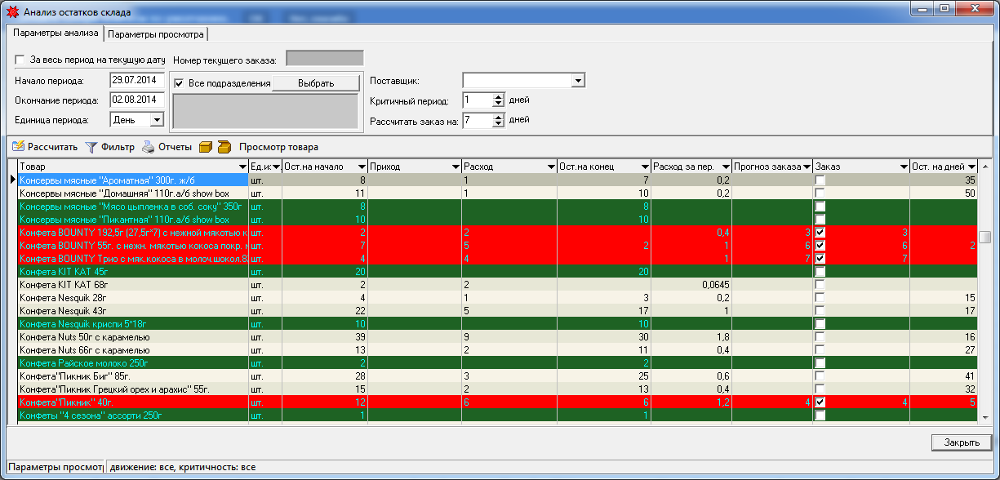 Анализ остатков склада
Параметры анализа Параметры просмотра
За весь период на текущую дату Номер текущего заказа:
Начало периода: 29.07.2014 Все подразделения Выбрать Поставщик:
Окончание периода: 02.08.2014 Критичный период: 1 дней
Единица периода: День Рассчитать заказ на: 7 дней
Рассчитать Фильтр Отчеты Просмотр товара
Товар Ед.из Ост.на начало Приход Расход Ост.на конец Расход за пер. Прогноз заказа Заказ Ост. на дней
Консервы мясные "Ароматная" 300г. ж/б шт. 8 1 7 0,2 35
Консервы мясные "Домашняя" 110г.а/б show box шт. 11 1 10 0,2 50
Консервы мясные "Мясо цыпленка в соб. соку" 350г шт. 8 8
Консервы мясные "Пикантная" 110г.а/б show box шт. 10 10
Конфета BOUNTY 192,5г (27,5г*7) с нежной мякотью к шт. 2 2 0,4 3 3
Конфета BOUNTY 55г. с нежн. мякотью кокоса покр. м шт. 7 5 2 1 6 6 2
Конфета BOUNTY Трио с мяк.кокоса в молоч.шокол.8 шт. 4 4 1 7 7
Конфета KIT KAT 45г шт. 20 20
Конфета KIT KAT 68г шт. 2 2 0,0645
Конфета Nesquik 28г шт. 4 1 3 0,2 15
Конфета Nesquik 43г шт. 22 5 17 1 17
Конфета Nesquik криспи 5*18г шт. 10 10
Конфета Nuts 50г с карамелью шт. 39 9 30 1,8 16
Конфета Nuts 66г с карамелью шт. 13 2 11 0,4 27
Конфета Райское молоко 250г шт. 2 2
Конфета"Пикник Биг" 85г. шт. 28 3 25 0,6 41
Конфета"Пикник Грецкий орех и арахис" 55г. шт. 15 2 13 0,4 32
Конфета"Пикник" 40г. шт. 12 6 6 1,2 4 4 5
Конфеты "4 сезона" ассорти 250г шт. 1 1
Закрыть
Параметры просмот движение: все, критичность: все